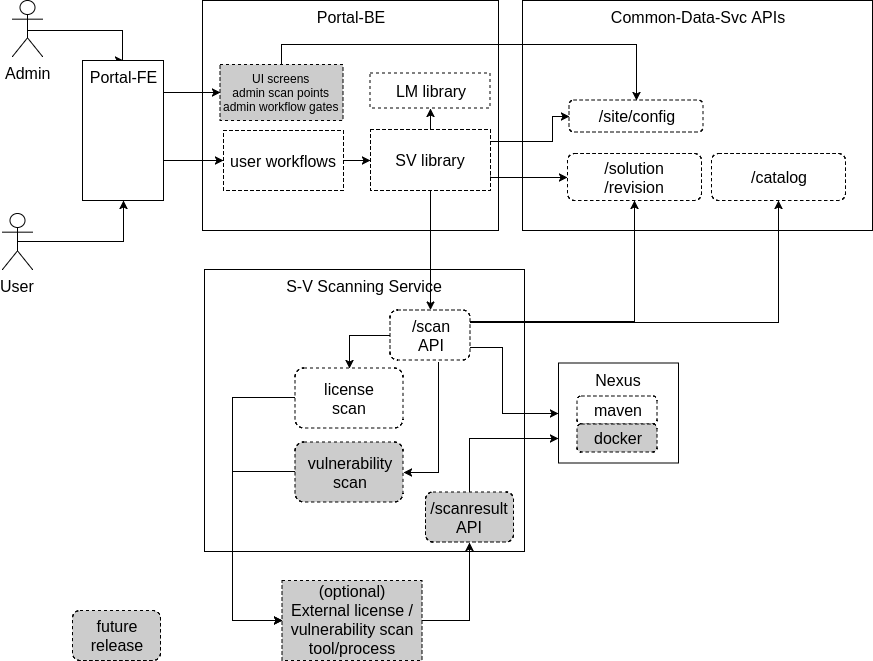 Admin
Portal-FE
User
Portal-BE
UI screens
admin scan points
admin workflow gates
user workflows
LM library
SV library
Common-Data-Svc APIs
/site/config
/solution
/revision
/catalog
S-V Scanning Service
/scan
API
license
scan
vulnerability
scan
/scanresult
API
Nexus
maven
docker
(optional)
External license /
vulnerability scan
tool/process
future
release